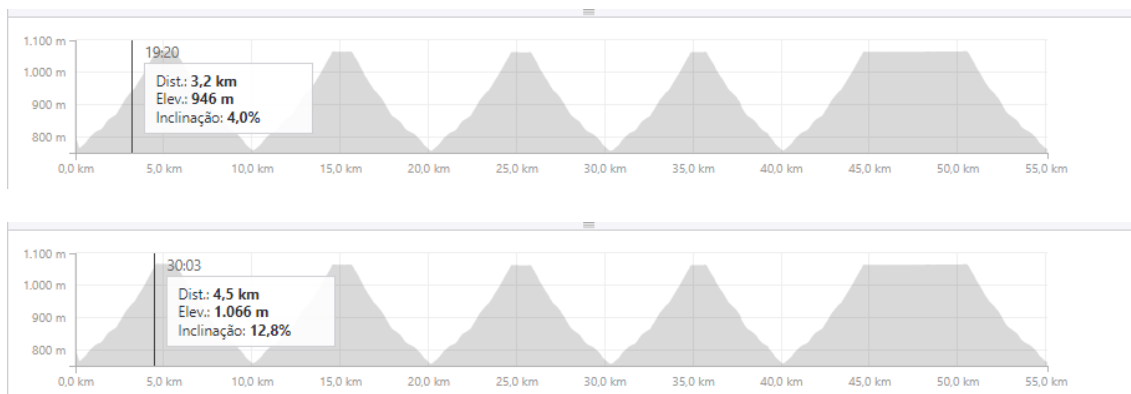 1.100 m
19:20
Dist.: 3,2 km
1.000 m
Elev.: 946 m
900 m
Inclinação: 4,0%
800 m
0,0 km 5,0 km 10,0 km 15,0 km 20,0 km 25,0 km 30,0 km 35,0 km 40,0 km 45,0 km 50,0 km 55,0 km
1.100 m
30:03
Dist.: 4,5 km
1.000 m
Elev.: 1.066 m
900 m
Inclinação: 12,8%
800 m
0,0 km 5,0 km 10,0 km 15,0 km 20,0 km 25,0 km 30,0 km 35,0 km 40,0 km 45,0 km 50,0 km 55,0 km